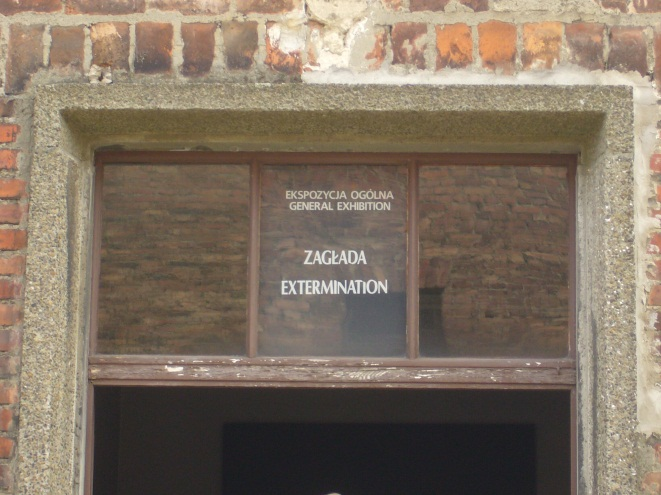 EKSPOZYCJA OGÓLNA
GENERAL EXHIBITION
ZAGŁADA
EXTERMINATION